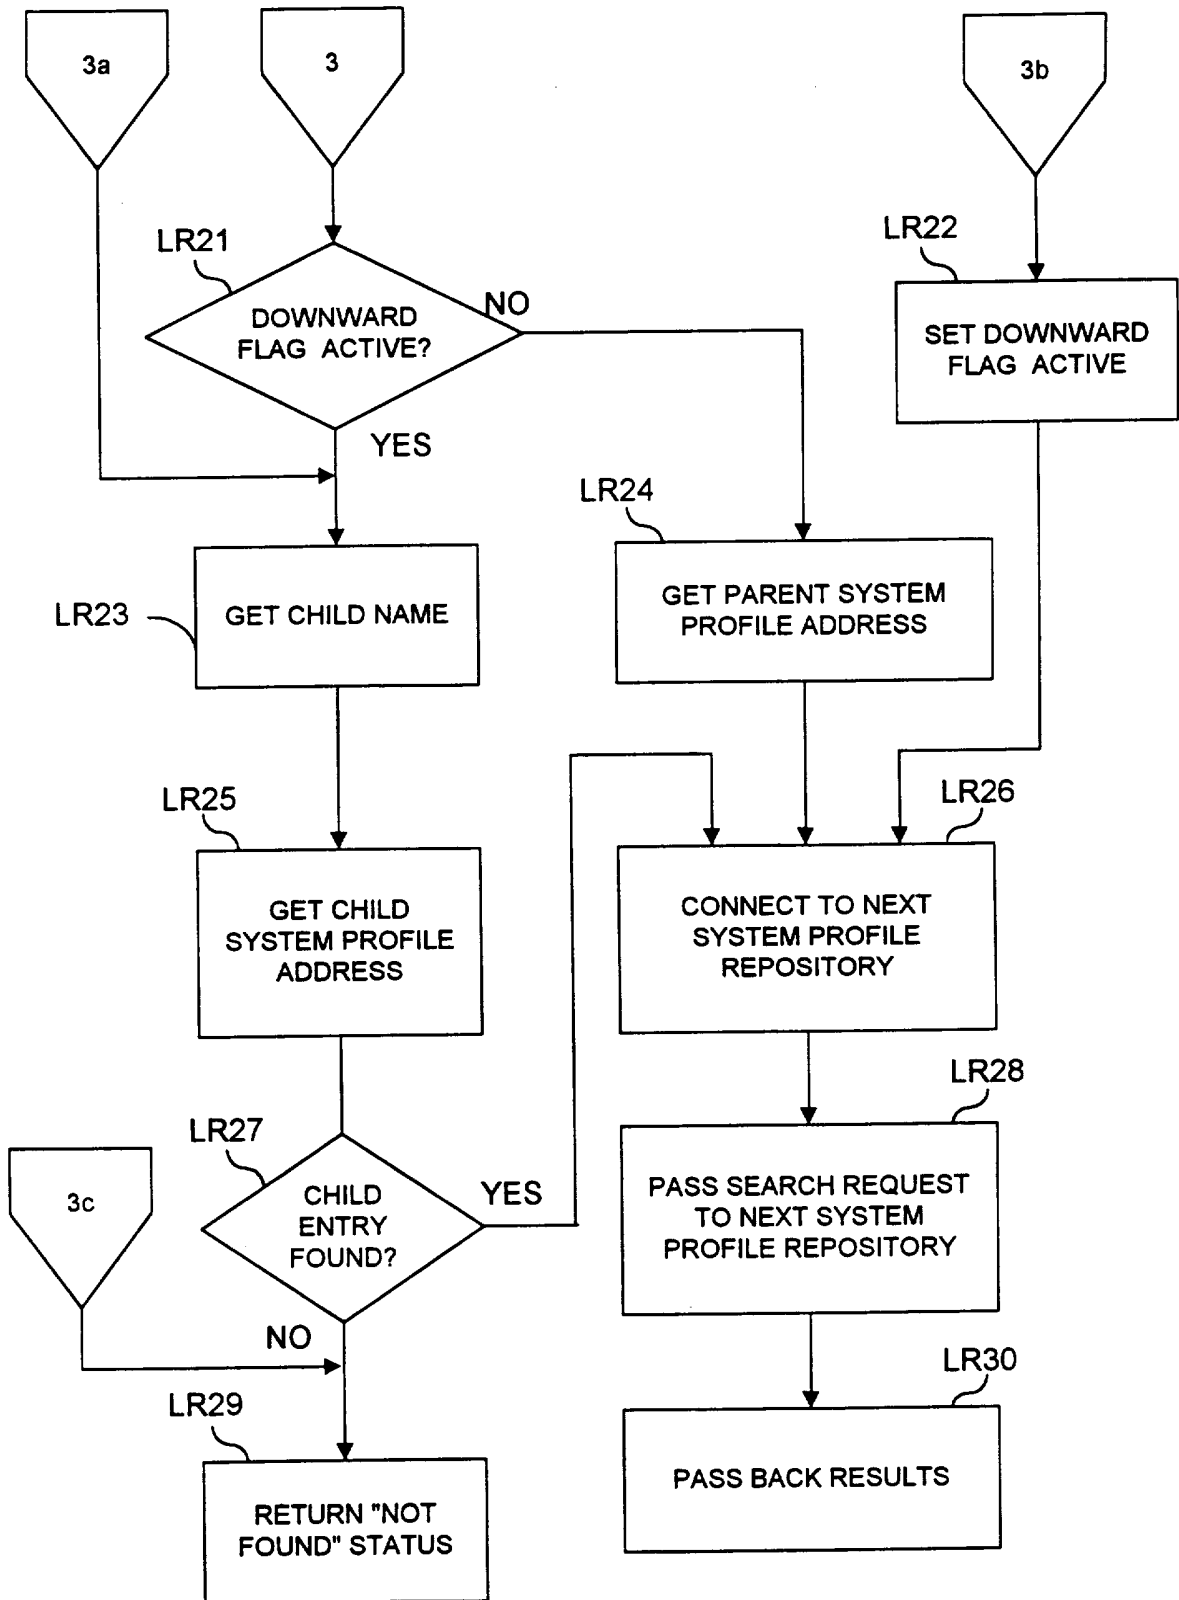 3a
3
3b
LR21
LR22
DOWNWARD
FLAG ACTIVE?
NO
SET DOWNWARD
FLAG ACTIVE
YES
LR24
LR23
GET CHILD NAME
GET PARENT SYSTEM
PROFILE ADDRESS
LR25
LR26
GET CHILD
SYSTEM PROFILE
ADDRESS
CONNECT TO NEXT
SYSTEM PROFILE
REPOSITORY
LR28
LR27
3c
CHILD
ENTRY
FOUND?
YES
PASS SEARCH REQUEST
TO NEXT SYSTEM
PROFILE REPOSITORY
NO
LR30
LR29
PASS BACK RESULTS
RETURN "NOT
FOUND" STATUS